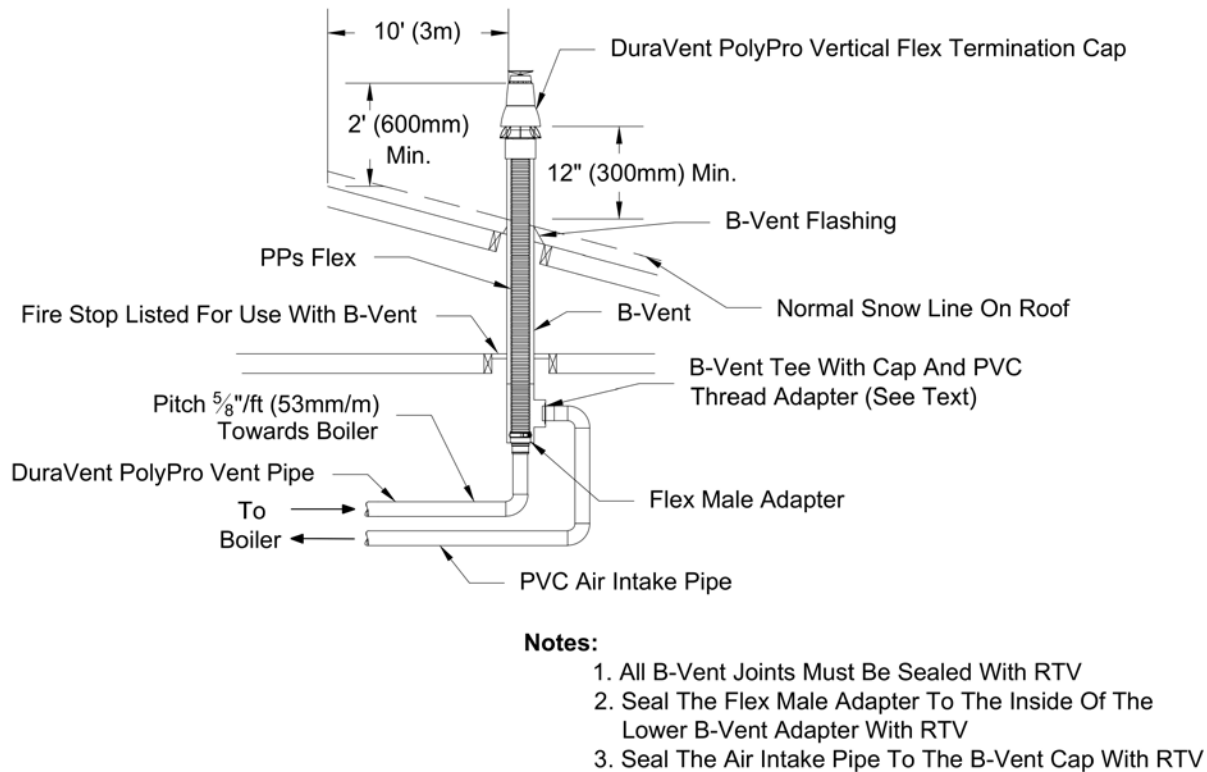 10' (3m)
DuraVent PolyPro Vertical Flex Termination Cap
2' (600mm)
Min.
12" (300mm) Min.
B-Vent Flashing
PPs Flex
Normal Snow Line On Roof
Fire Stop Listed For Use With B-Vent
B-Vent
B-Vent Tee With Cap And PVC
Thread Adapter (See Text)
Pitch ⅝"/ft (53mm/m)
Towards Boiler
DuraVent PolyPro Vent Pipe
Flex Male Adapter
To
Boiler
PVC Air Intake Pipe
Notes:
1. All B-Vent Joints Must Be Sealed With RTV
2. Seal The Flex Male Adapter To The Inside Of The
Lower B-Vent Adapter With RTV
3. Seal The Air Intake Pipe To The B-Vent Cap With RTV